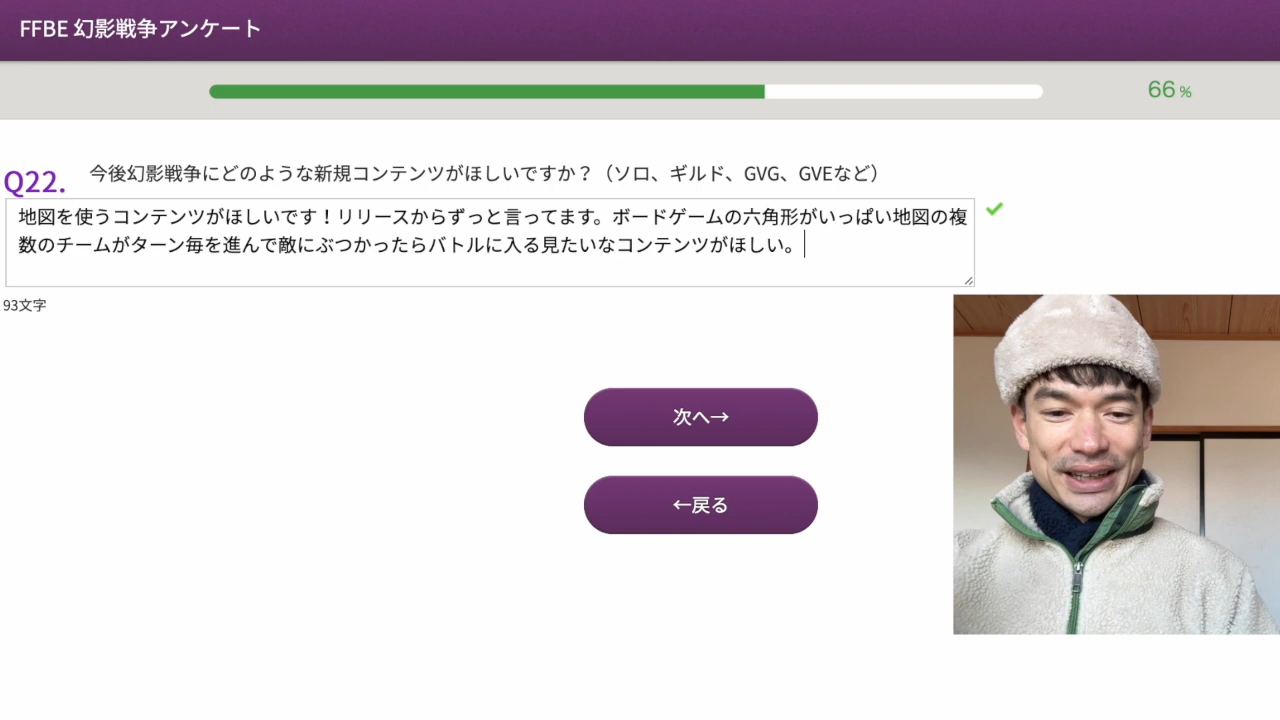 FFBE 幻影戦争アンケート
66 %
Q22. 今後幻影戦争にどのような新規コンテンツがほしいですか？（ソロ、ギルド、GVG、GVEなど）
地図を使うコンテンツがほしいです！リリースからずっと言ってます。ボードゲームの六角形がいっぱい地図の複
数のチームがターン毎を進んで敵にぶつかったらバトルに入る見たいなコンテンツがほしい。
93文字
次へ→
←戻る